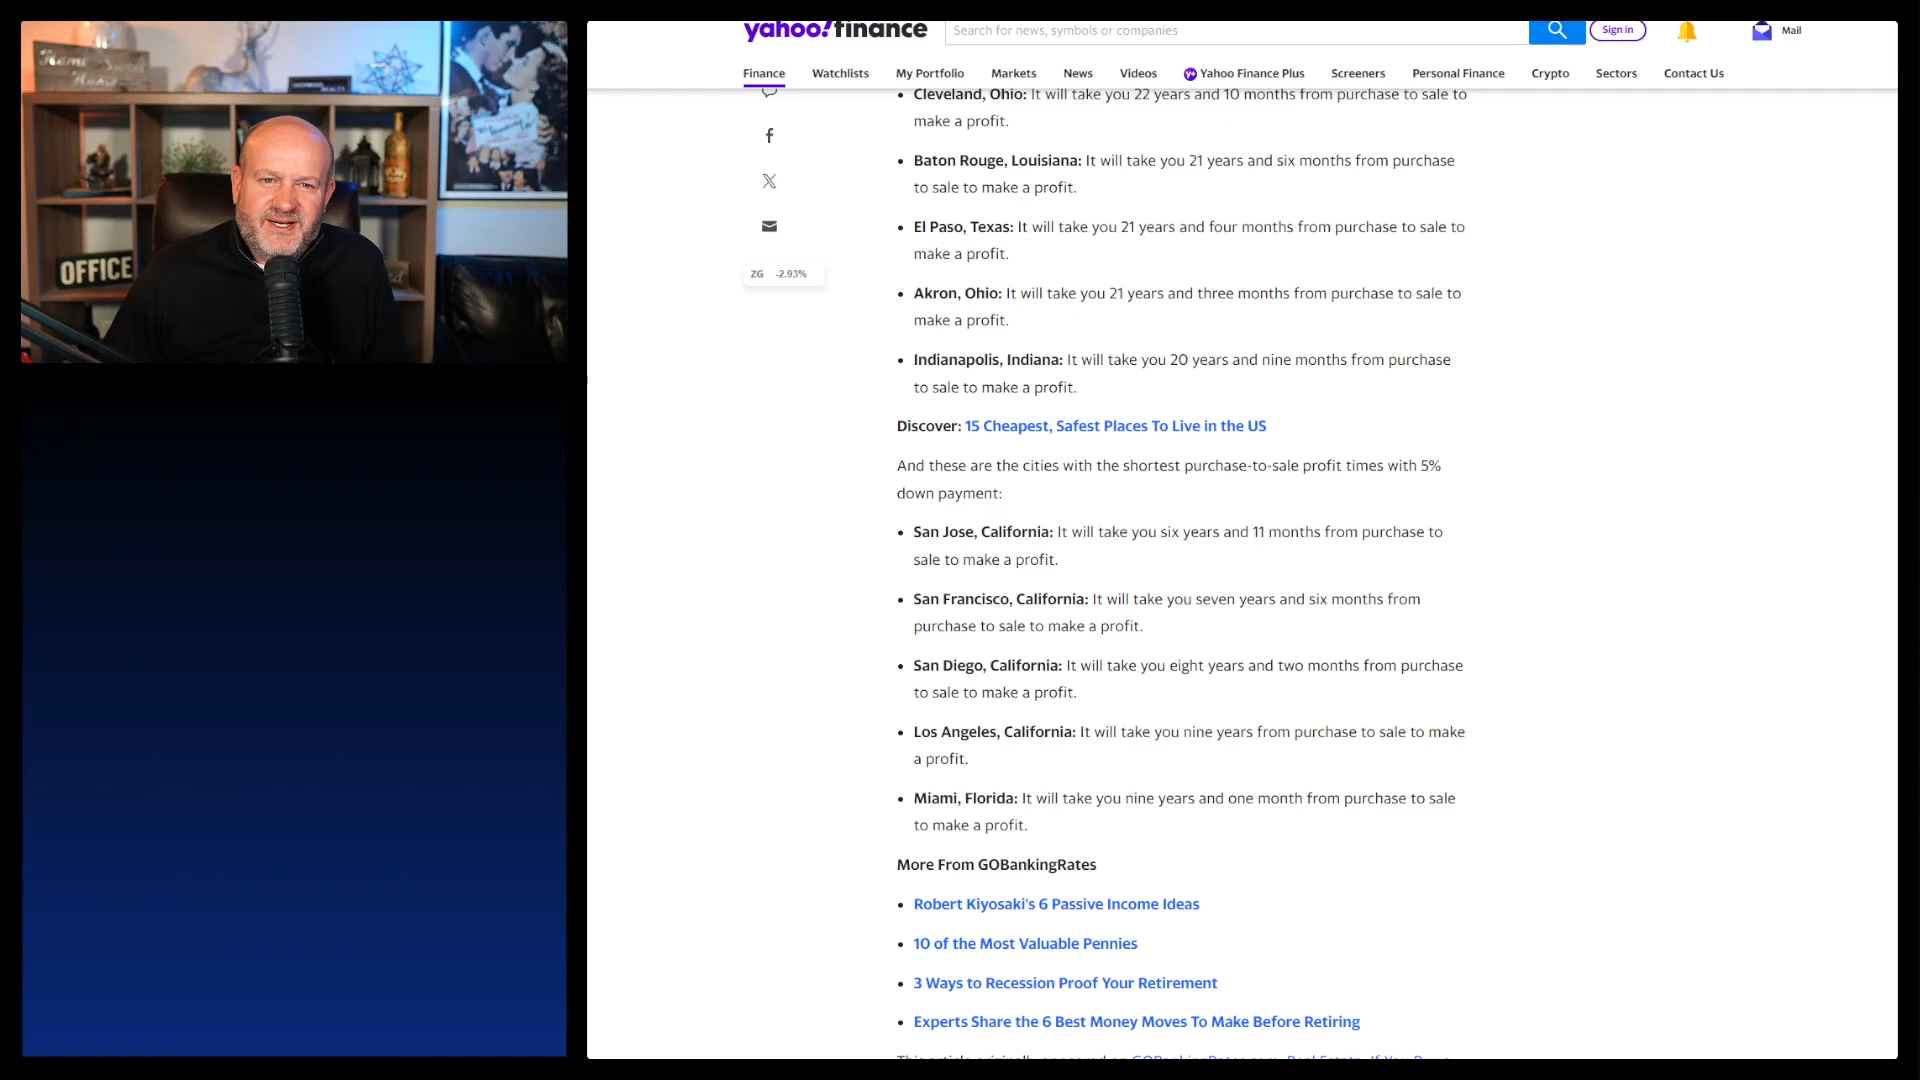 OFFICE
yahoo!finance
Search for news, symbols or companies
Sign in
Mail
Finance
Watchlists
My Portfolio
Markets
News
Videos
Yahoo Finance Plus
Screeners
Personal Finance
Crypto
Sectors
Contact Us
ZG -2.93%
• Cleveland, Ohio: It will take you 22 years and 10 months from purchase to sale to
make a profit.
• Baton Rouge, Louisiana: It will take you 21 years and six months from purchase
to sale to make a profit.
• El Paso, Texas: It will take you 21 years and four months from purchase to sale to
make a profit.
• Akron, Ohio: It will take you 21 years and three months from purchase to sale to
make a profit.
• Indianapolis, Indiana: It will take you 20 years and nine months from purchase
to sale to make a profit.
Discover: 15 Cheapest, Safest Places To Live in the US
And these are the cities with the shortest purchase-to-sale profit times with 5%
down payment:
• San Jose, California: It will take you six years and 11 months from purchase to
sale to make a profit.
• San Francisco, California: It will take you seven years and six months from
purchase to sale to make a profit.
• San Diego, California: It will take you eight years and two months from purchase
to sale to make a profit.
• Los Angeles, California: It will take you nine years from purchase to sale to make
a profit.
• Miami, Florida: It will take you nine years and one month from purchase to sale
to make a profit.
More From GOBankingRates
• Robert Kiyosaki's 6 Passive Income Ideas
• 10 of the Most Valuable Pennies
• 3 Ways to Recession Proof Your Retirement
• Experts Share the 6 Best Money Moves To Make Before Retiring